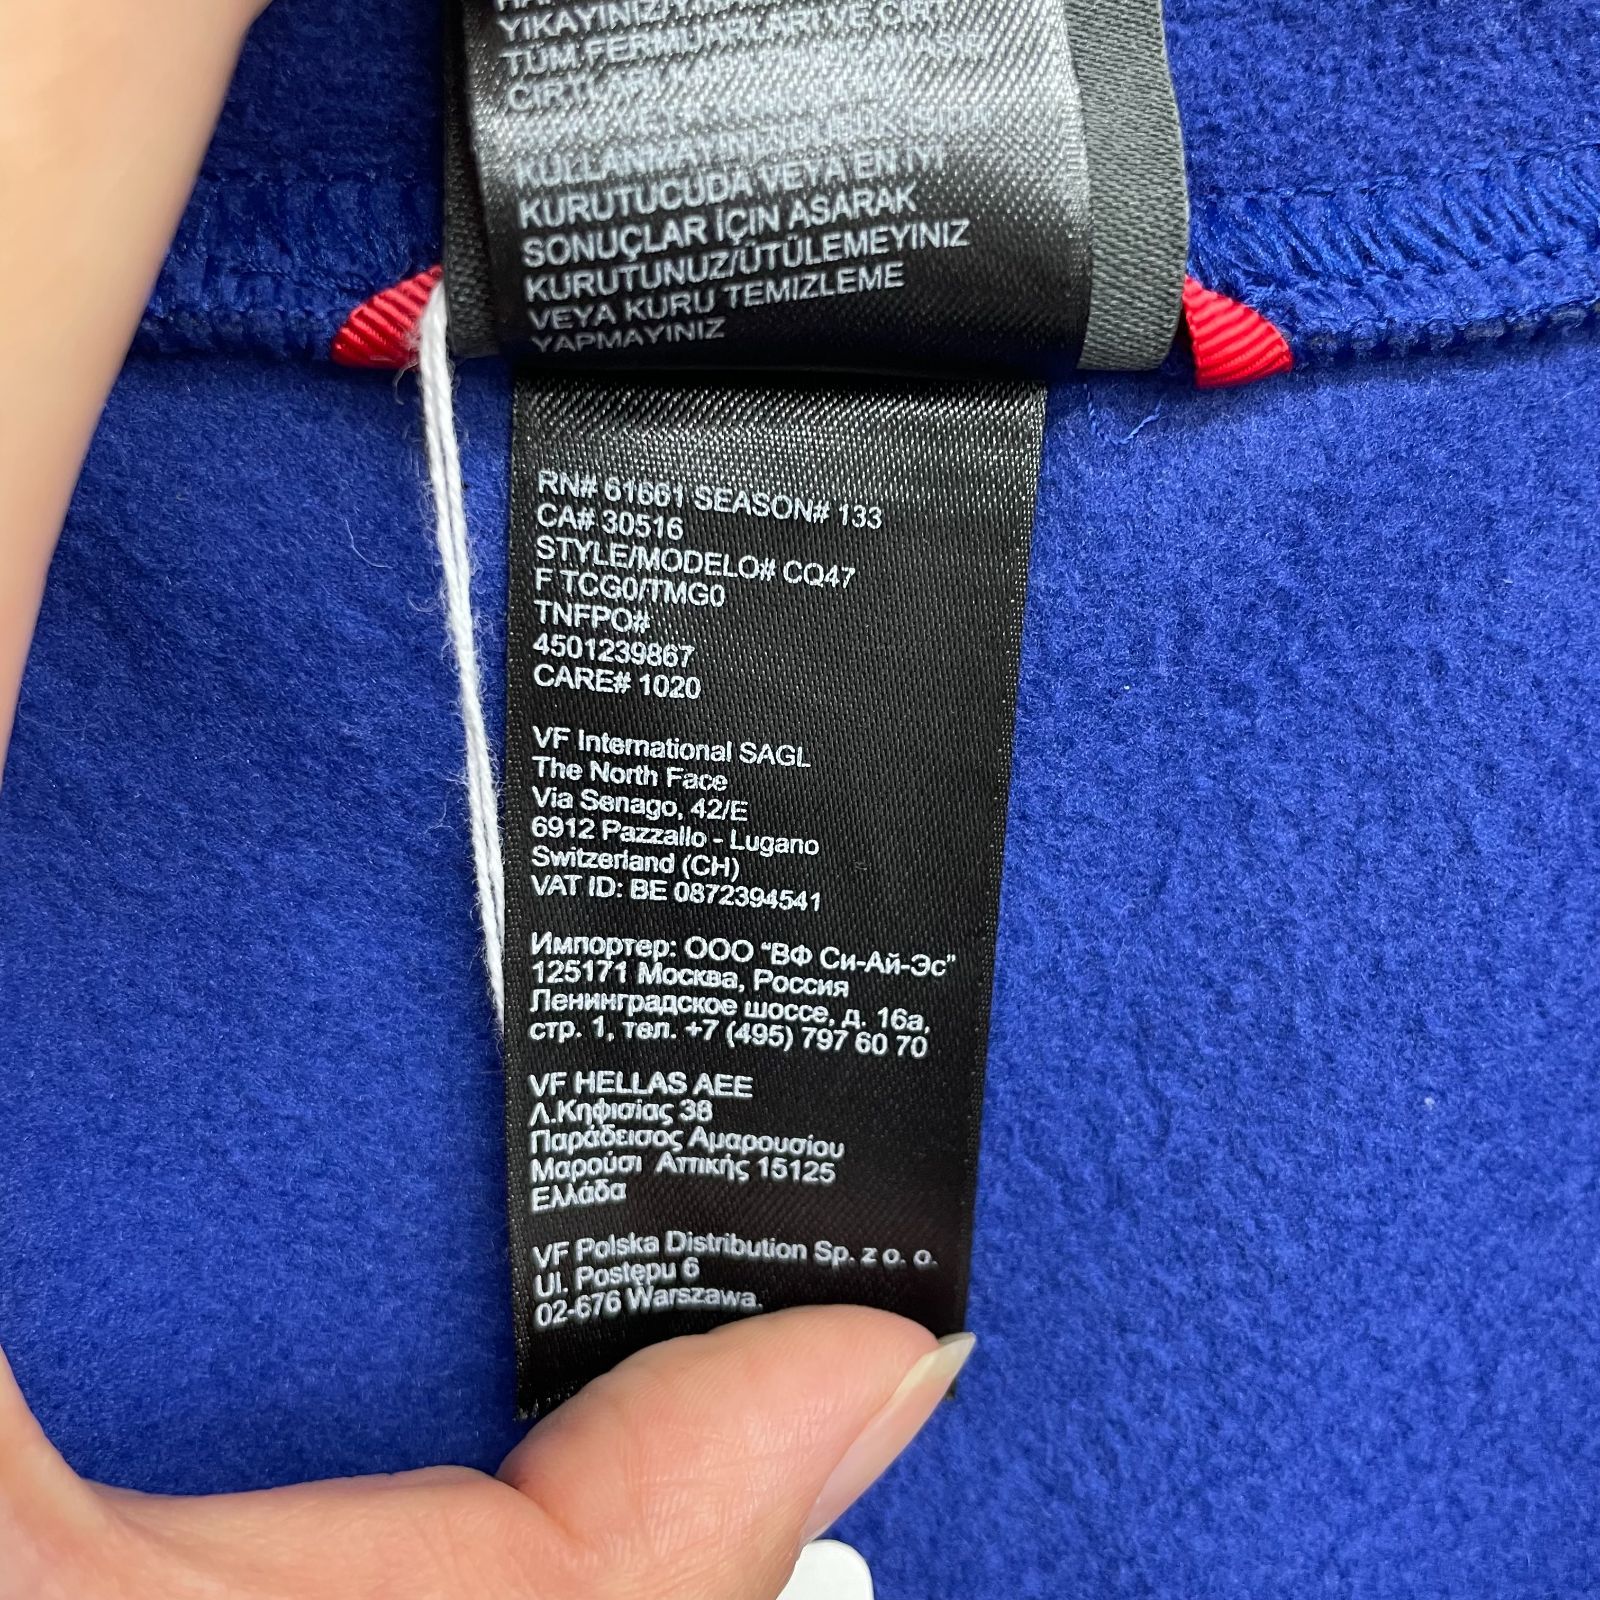 YIKAYINIZ/
TÜM FERMUARLARI VE CIRT
KULLANMAYINIZ/DÜŞÜK ISIDA
KURUTUCUDA VEYA EN İYİ
SONUÇLAR İÇİN ASARAK
KURUTUNUZ/ÜTÜLEMEYINIZ
VEYA KURU TEMIZLEME
YAPMAYINIZ
RN# 61661 SEASON# 133
CA# 30516
STYLE/MODELO# CQ47
F TCG0/TMG0
TNFPO#
4501239867
CARE# 1020
VF International SAGL
The North Face
Via Senago, 42/E
6912 Pazzallo - Lugano
Switzerland (CH)
VAT ID: BE 0872394541
Импортер: ООО “ВФ Си-Ай-Эс”
125171 Москва, Россия
Ленинградское шоссе, д. 16а,
стр. 1, тел. +7 (495) 797 60 70
VF HELLAS AEE
Λ.Κηφισίας 38
Παράδεισος Αμαρουσίου
Μαρούσι Αττικής 15125
Ελλάδα
VF Polska Distribution Sp. z o. o.
Ul. Postępu 6
02-676 Warszawa.